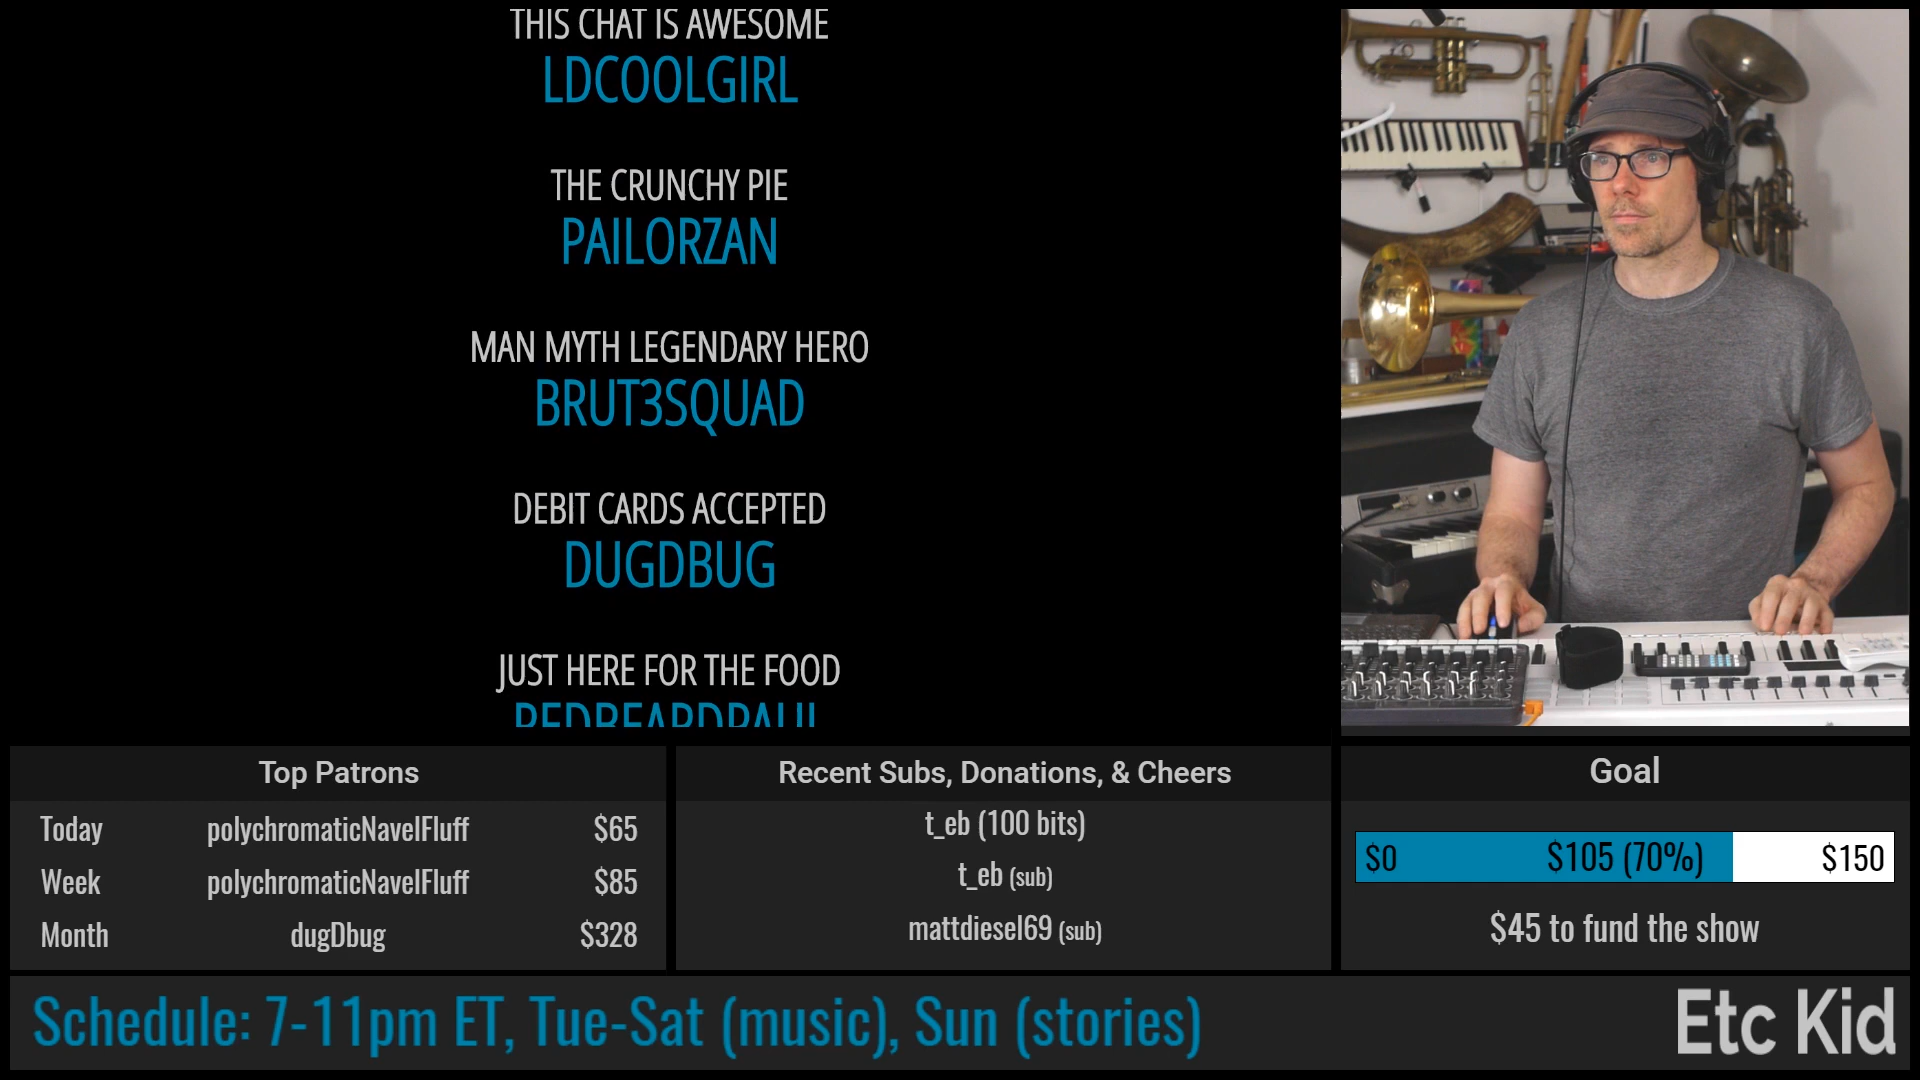 THIS CHAT IS AWESOME
LDCOOLGIRL
THE CRUNCHY PIE
PAILORZAN
MAN MYTH LEGENDARY HERO
BRUT3SQUAD
DEBIT CARDS ACCEPTED
DUGDBUG
JUST HERE FOR THE FOOD
REDBEARDPAUL
Top Patrons
Today polychromaticNavelFluff $65
Week polychromaticNavelFluff $85
Month dugDbug $328
Recent Subs, Donations, & Cheers
t_eb (100 bits)
t_eb (sub)
mattdiesel69 (sub)
Goal
$0 $105 (70%) $150
$45 to fund the show
Schedule: 7-11pm ET, Tue-Sat (music), Sun (stories)
Etc Kid